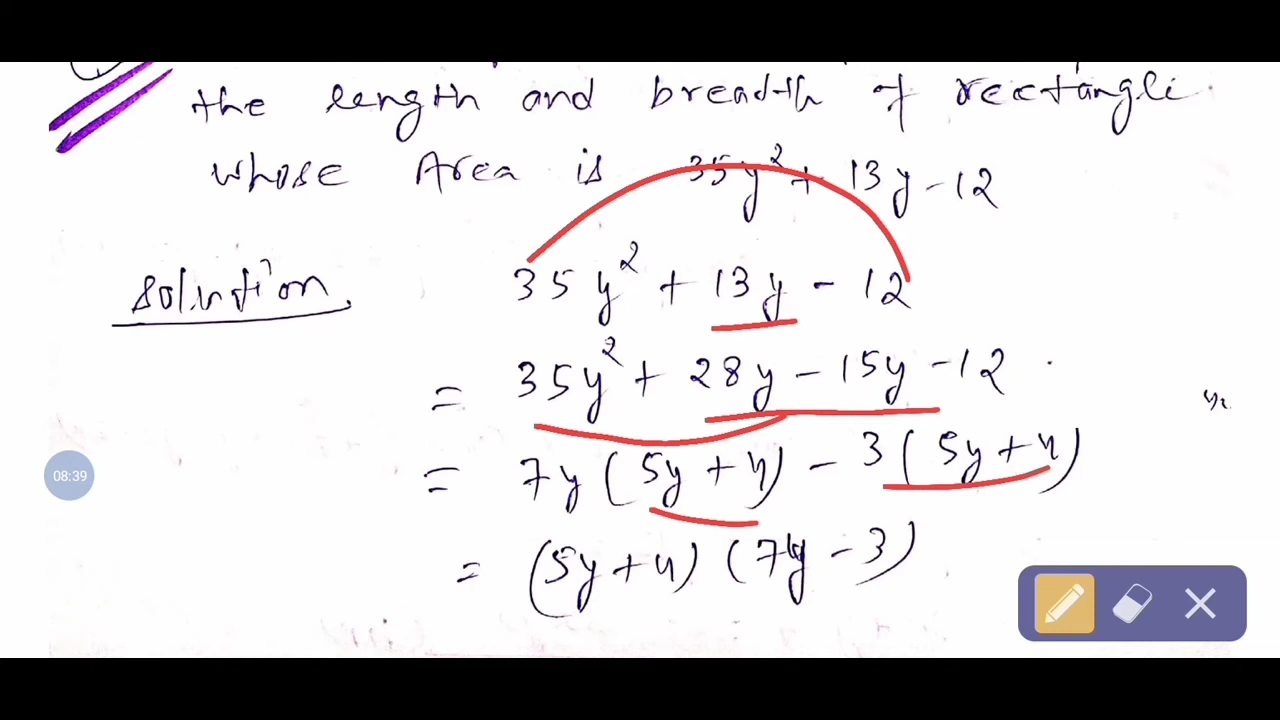 the length and breadth of rectangle
whose Area is 35y² + 13y - 12
solution
35y² + 13y - 12
= 35y² + 28y - 15y - 12
= 7y (5y + 4) - 3 (5y + 4)
08:39
= (5y + 4) (7y - 3)